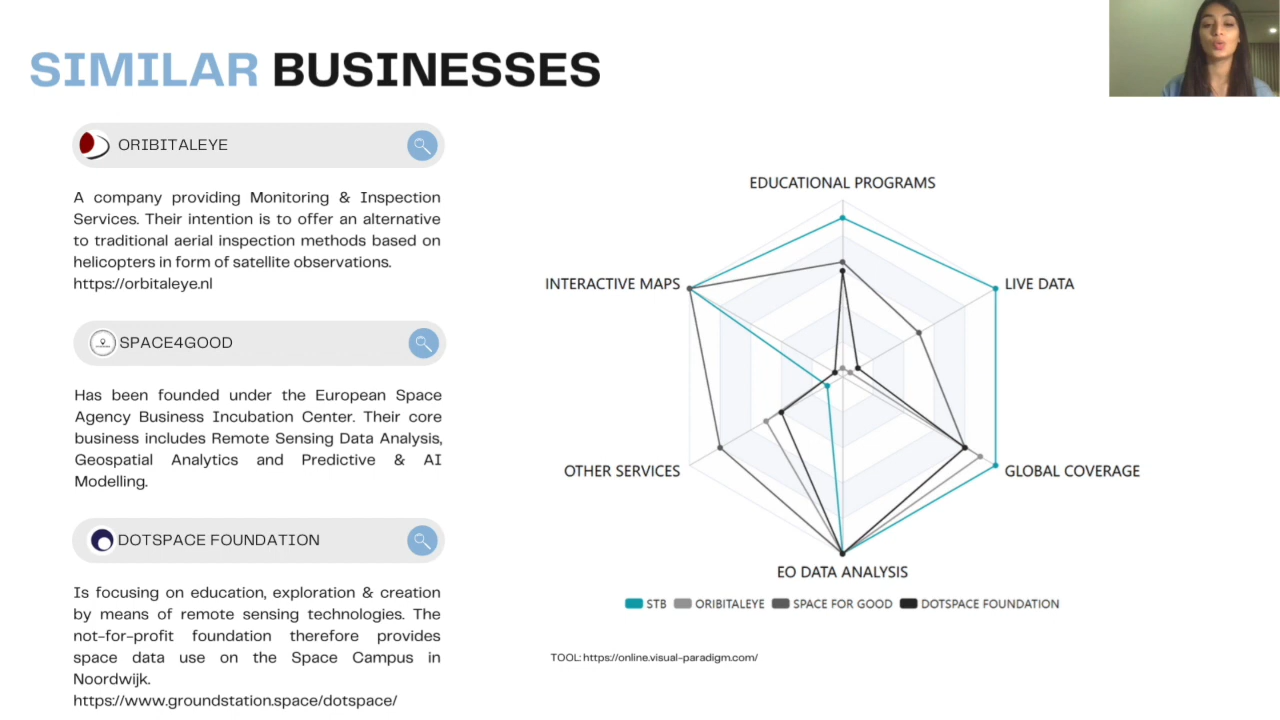 SIMILAR BUSINESSES
ORIBITALEYE
A company providing Monitoring & Inspection
Services. Their intention is to offer an alternative
to traditional aerial inspection methods based on
helicopters in form of satellite observations.
https://orbitaleye.nl
SPACE4GOOD
Has been founded under the European Space
Agency Business Incubation Center. Their core
business includes Remote Sensing Data Analysis,
Geospatial Analytics and Predictive & AI
Modelling.
DOTSPACE FOUNDATION
Is focusing on education, exploration & creation
by means of remote sensing technologies. The
not-for-profit foundation therefore provides
space data use on the Space Campus in
Noordwijk.
https://www.groundstation.space/dotspace/
EDUCATIONAL PROGRAMS
INTERACTIVE MAPS
LIVE DATA
OTHER SERVICES
GLOBAL COVERAGE
EO DATA ANALYSIS
STB ORIBITALEYE SPACE FOR GOOD DOTSPACE FOUNDATION
TOOL: https://online.visual-paradigm.com/